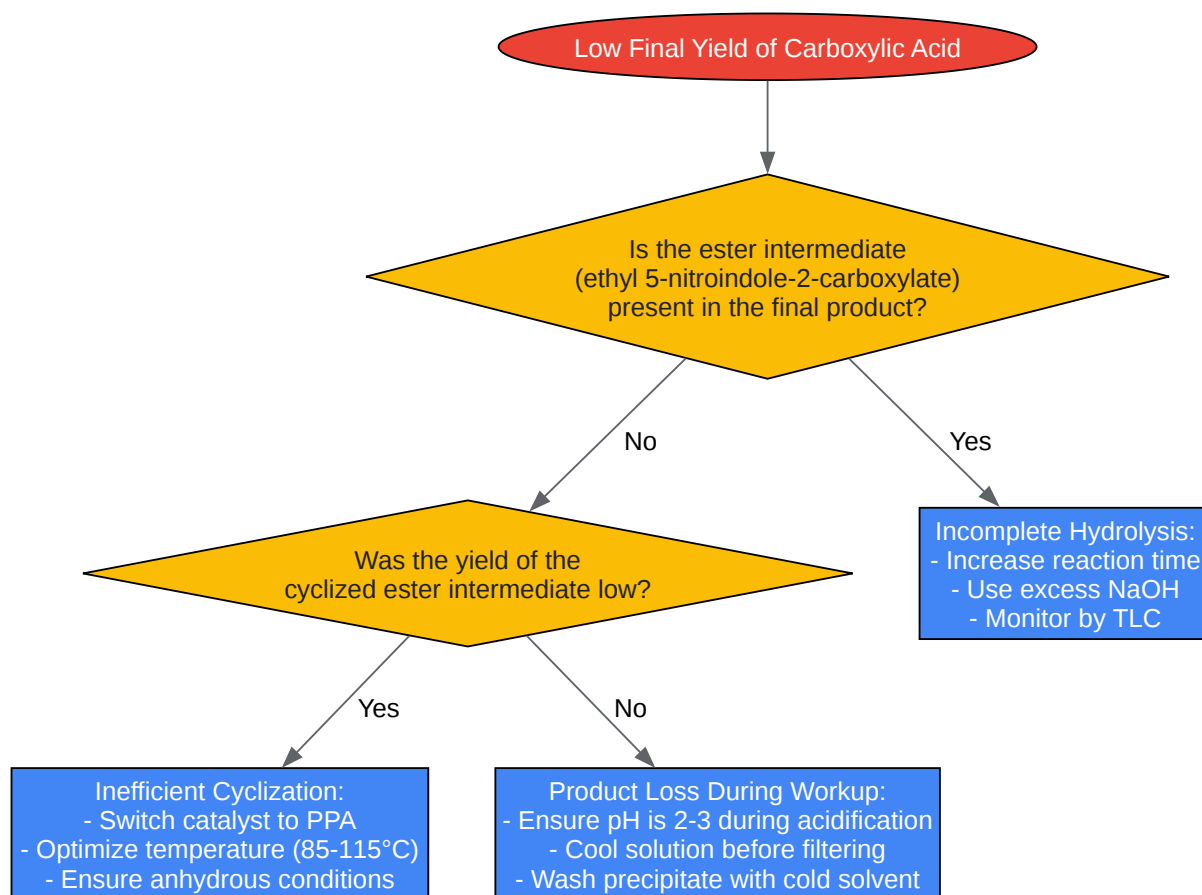 Low Final Yield of Carboxylic Acid
Is the ester intermediate
(ethyl 5-nitroindole-2-carboxylate)
present in the final product?
No
Yes
Was the yield of the
cyclized ester intermediate low?
Incomplete Hydrolysis:
- Increase reaction time
- Use excess NaOH
- Monitor by TLC
Yes
No
Inefficient Cyclization:
- Switch catalyst to PPA
- Optimize temperature (85-115°C)
- Ensure anhydrous conditions
Product Loss During Workup:
- Ensure pH is 2-3 during acidification
- Cool solution before filtering
- Wash precipitate with cold solvent